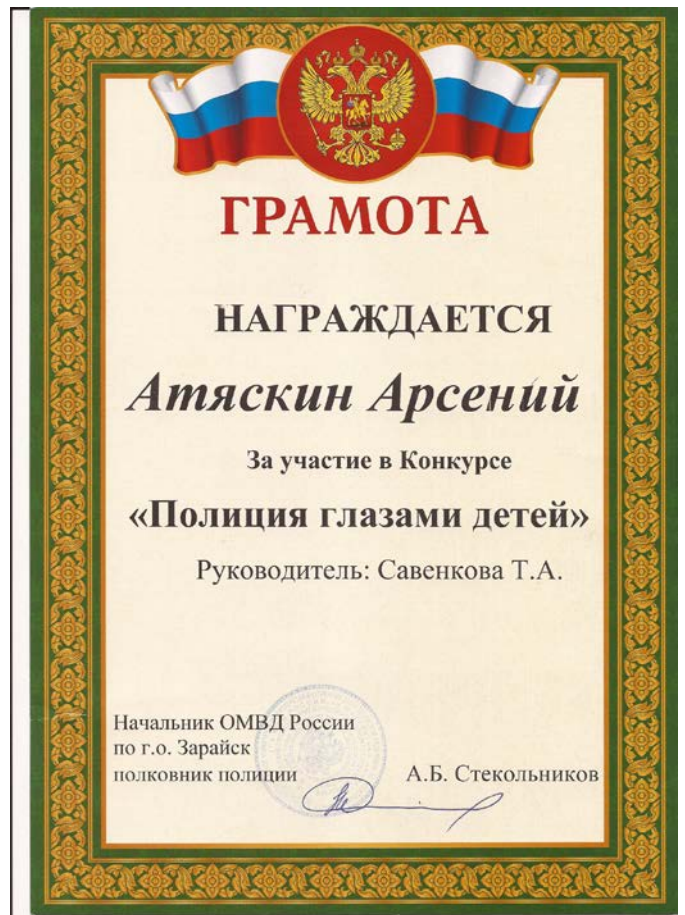 ГРАМОТА
НАГРАЖДАЕТСЯ
Атяскин Арсений
За участие в Конкурсе
«Полиция глазами детей»
Руководитель: Савенкова Т.А.
Начальник ОМВД России
по г.о. Зарайск
полковник полиции А.Б. Стекольников